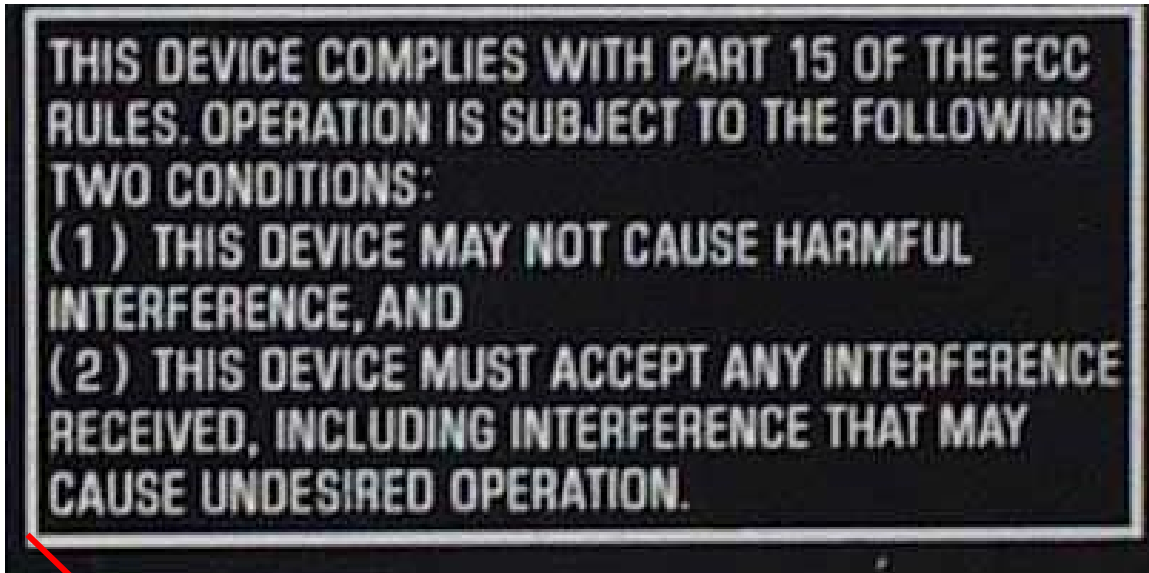 THIS DEVICE COMPLIES WITH PART 15 OF THE FCC
RULES. OPERATION IS SUBJECT TO THE FOLLOWING
TWO CONDITIONS:
(1) THIS DEVICE MAY NOT CAUSE HARMFUL
INTERFERENCE, AND
(2) THIS DEVICE MUST ACCEPT ANY INTERFERENCE
RECEIVED, INCLUDING INTERFERENCE THAT MAY
CAUSE UNDESIRED OPERATION.